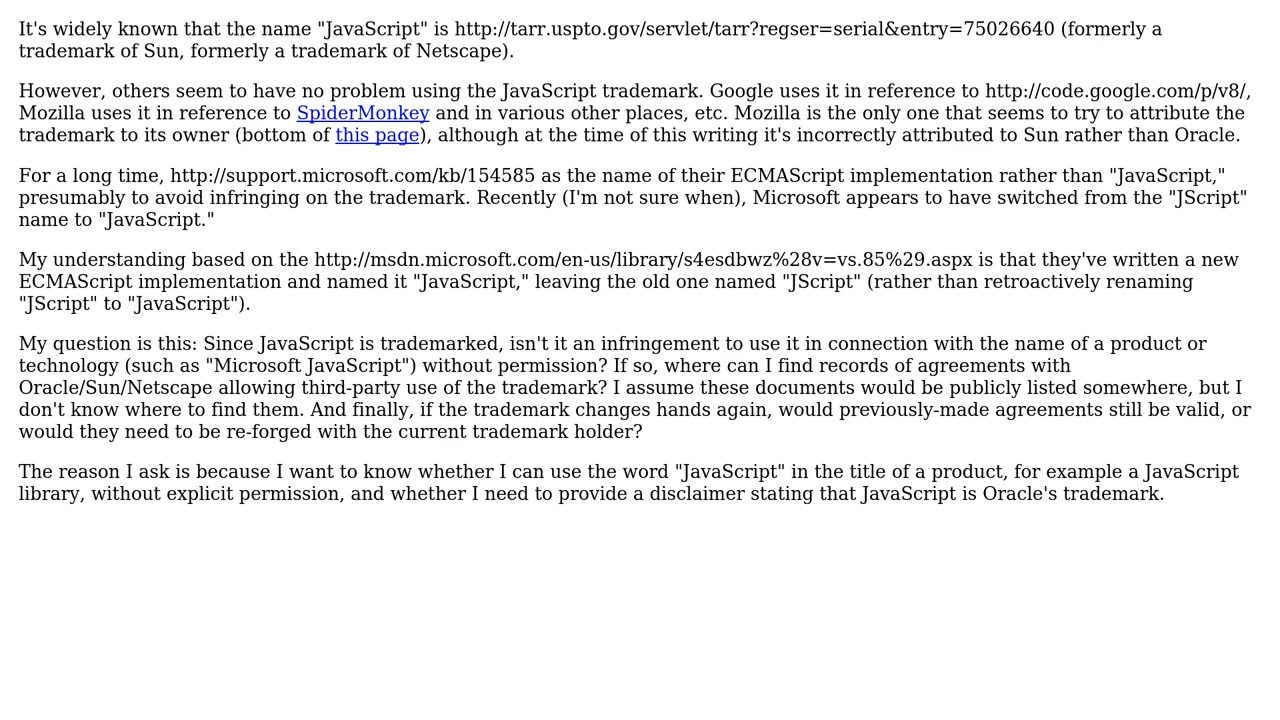 It's widely known that the name "JavaScript" is http://tarr.uspto.gov/servlet/tarr?regser=serial&entry=75026640 (formerly a
trademark of Sun, formerly a trademark of Netscape).
However, others seem to have no problem using the JavaScript trademark. Google uses it in reference to http://code.google.com/p/v8/,
Mozilla uses it in reference to SpiderMonkey and in various other places, etc. Mozilla is the only one that seems to try to attribute the
trademark to its owner (bottom of this page), although at the time of this writing it's incorrectly attributed to Sun rather than Oracle.
For a long time, http://support.microsoft.com/kb/154585 as the name of their ECMAScript implementation rather than "JavaScript,"
presumably to avoid infringing on the trademark. Recently (I'm not sure when), Microsoft appears to have switched from the "JScript"
name to "JavaScript."
My understanding based on the http://msdn.microsoft.com/en-us/library/s4esdbwz%28v=vs.85%29.aspx is that they've written a new
ECMAScript implementation and named it "JavaScript," leaving the old one named "JScript" (rather than retroactively renaming
"JScript" to "JavaScript").
My question is this: Since JavaScript is trademarked, isn't it an infringement to use it in connection with the name of a product or
technology (such as "Microsoft JavaScript") without permission? If so, where can I find records of agreements with
Oracle/Sun/Netscape allowing third-party use of the trademark? I assume these documents would be publicly listed somewhere, but I
don't know where to find them. And finally, if the trademark changes hands again, would previously-made agreements still be valid, or
would they need to be re-forged with the current trademark holder?
The reason I ask is because I want to know whether I can use the word "JavaScript" in the title of a product, for example a JavaScript
library, without explicit permission, and whether I need to provide a disclaimer stating that JavaScript is Oracle's trademark.